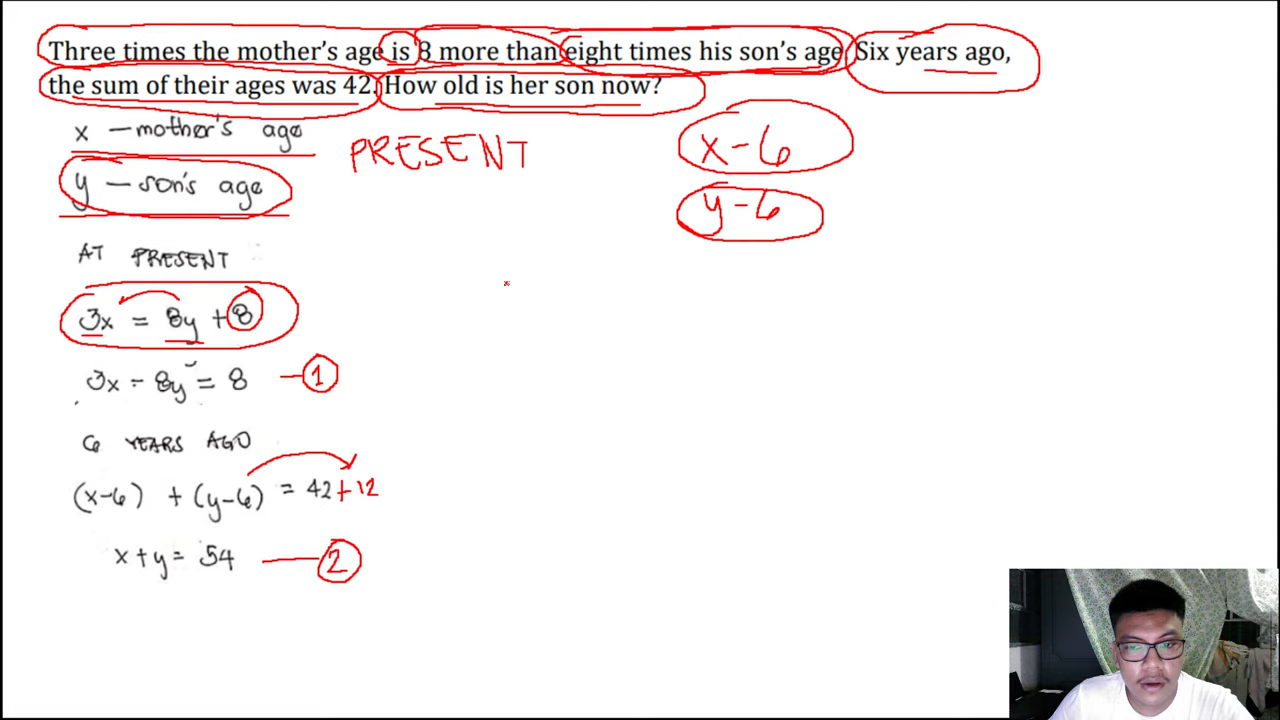 Three times the mother's age is 8 more than eight times his son's age. Six years ago,
the sum of their ages was 42. How old is her son now?
x — mother's age
PRESENT
x-6
y — son's age
y-6
AT PRESENT
3x = 8y + 8
3x - 8y = 8 — 1
6 YEARS AGO
(x-6) + (y-6) = 42 + 12
x + y = 54 — 2